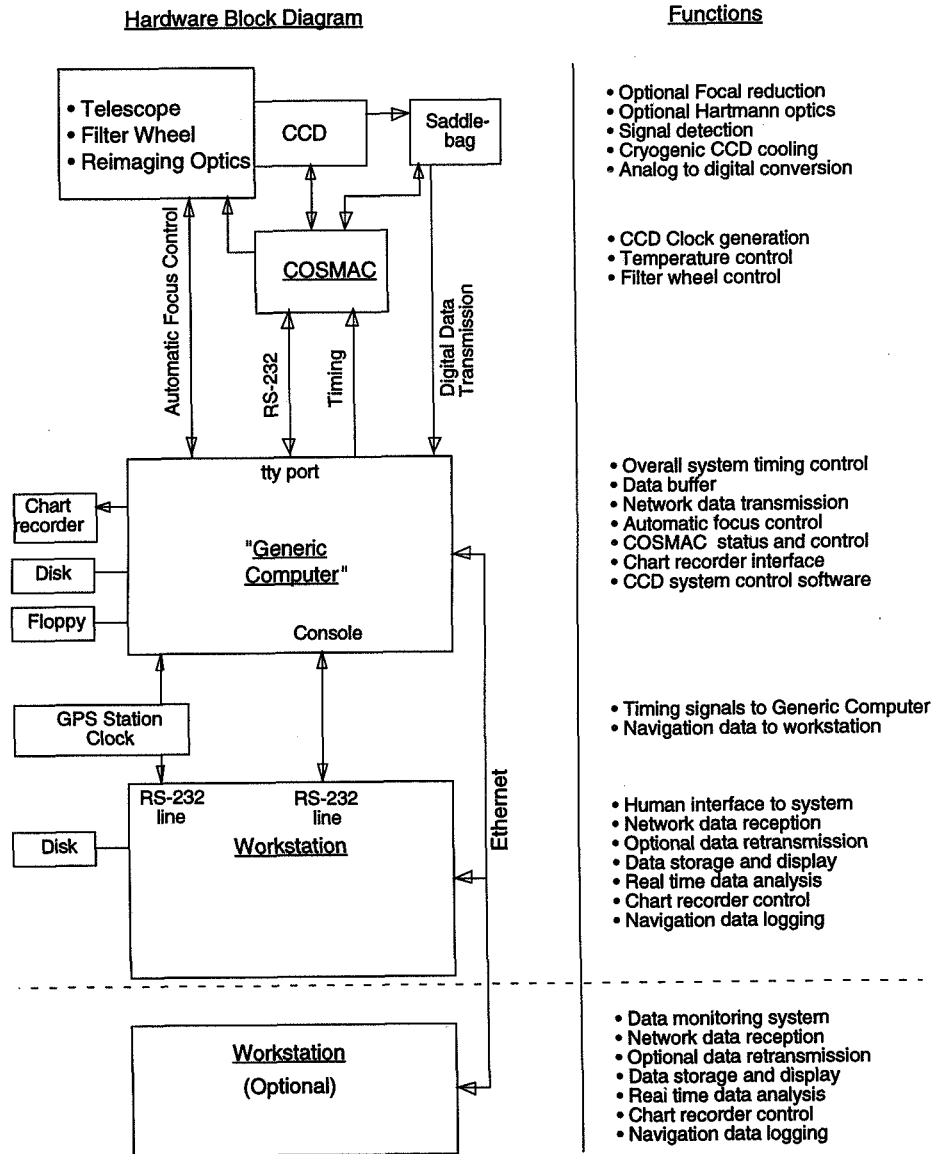 Hardware Block Diagram
Functions
• Telescope
• Filter Wheel
• Reimaging Optics
CCD
Saddle-
bag
COSMAC
Automatic Focus Control
RS-232
Timing
Digital Data
Transmission
• Optional Focal reduction
• Optional Hartmann optics
• Signal detection
• Cryogenic CCD cooling
• Analog to digital conversion
• CCD Clock generation
• Temperature control
• Filter wheel control
tty port
Chart
recorder
Disk
Floppy
"Generic
Computer"
Console
• Overall system timing control
• Data buffer
• Network data transmission
• Automatic focus control
• COSMAC status and control
• Chart recorder interface
• CCD system control software
GPS Station
Clock
• Timing signals to Generic Computer
• Navigation data to workstation
Ethernet
RS-232
line
RS-232
line
Disk
Workstation
• Human interface to system
• Network data reception
• Optional data retransmission
• Data storage and display
• Real time data analysis
• Chart recorder control
• Navigation data logging
Workstation
(Optional)
• Data monitoring system
• Network data reception
• Optional data retransmission
• Data storage and display
• Real time data analysis
• Chart recorder control
• Navigation data logging